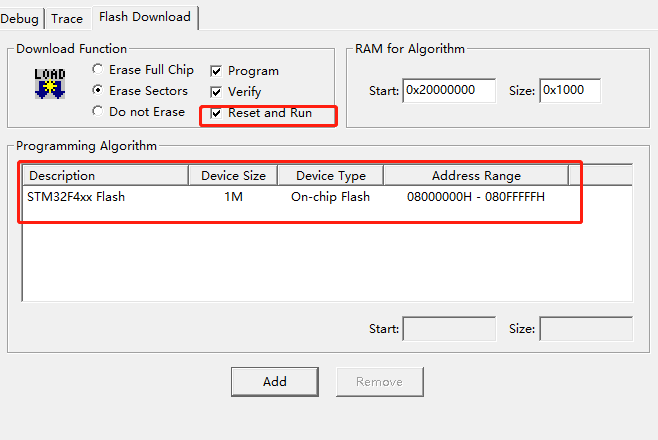 Debug Trace Flash Download
Download Function
LOAD
Erase Full Chip
Erase Sectors
Do not Erase
Program
Verify
Reset and Run
RAM for Algorithm
Start: 0x20000000 Size: 0x1000
Programming Algorithm
Description Device Size Device Type Address Range
STM32F4xx Flash 1M On-chip Flash 08000000H - 080FFFFFH
Start: Size:
Add Remove